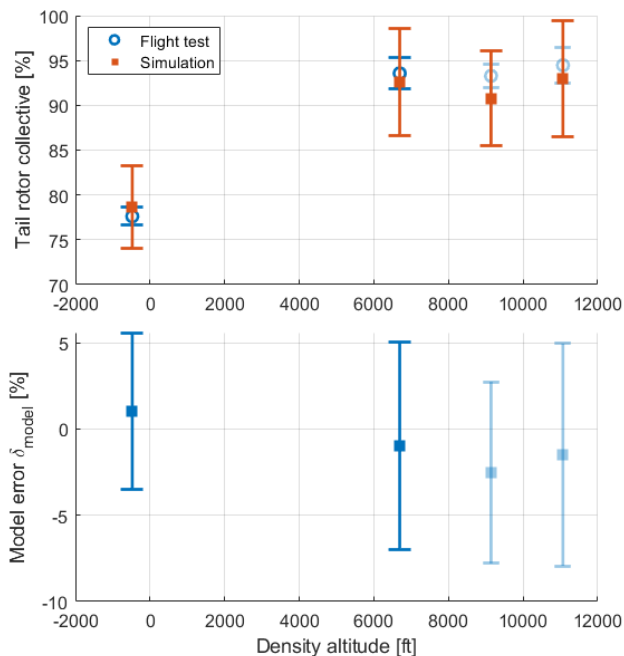 100
95
90
85
80
75
70
Tail rotor collective [%]
Flight test
Simulation
-2000 0 2000 4000 6000 8000 10000 12000
5
0
-5
-10
Model error δmodel [%]
-2000 0 2000 4000 6000 8000 10000 12000
Density altitude [ft]